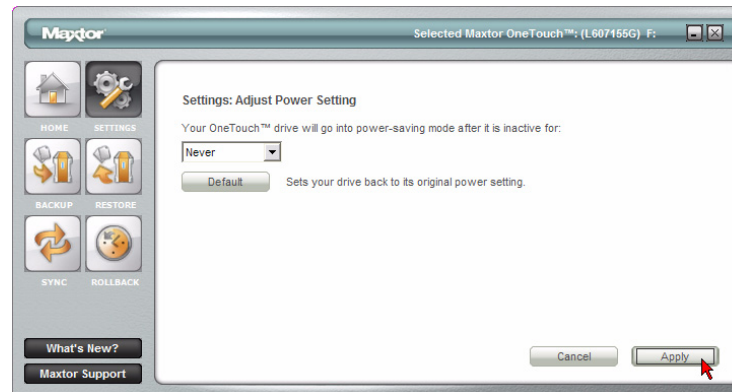 Maxtor
Selected Maxtor OneTouch™: (L607155G) F:
HOME SETTINGS
BACKUP RESTORE
SYNC ROLLBACK
What's New?
Maxtor Support
Settings: Adjust Power Setting
Your OneTouch™ drive will go into power-saving mode after it is inactive for:
Never
Default Sets your drive back to its original power setting.
Cancel Apply